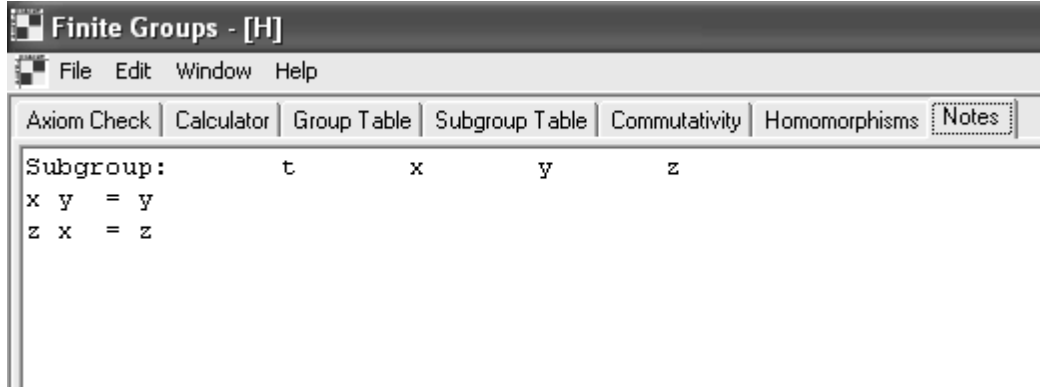 Finite Groups - [H]
File Edit Window Help
Axiom Check Calculator Group Table Subgroup Table Commutativity Homomorphisms Notes
Subgroup: t x y z
x y = y
z x = z